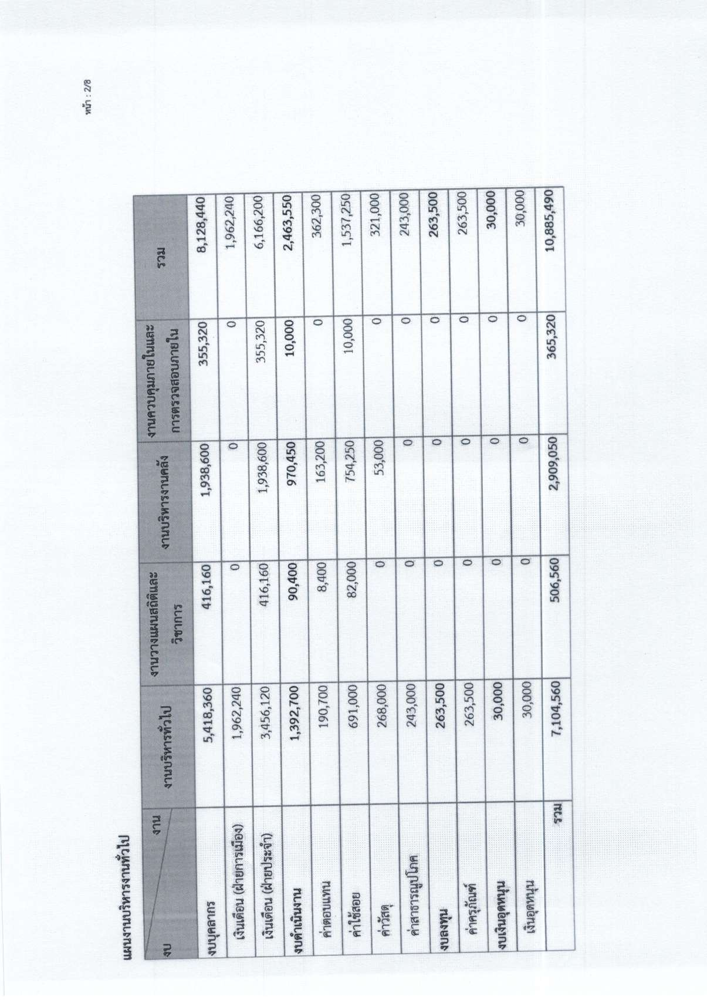 หน้า : 2/8
แผนงานบริหารงานทั่วไป
งาน
งบ
งานบริหารทั่วไป
งานวางแผนสถิติและ
วิชาการ
งานบริหารงานคลัง
งานควบคุมภายในและ
การตรวจสอบภายใน
รวม
งบบุคลากร 5,418,360 416,160 1,938,600 355,320 8,128,440
เงินเดือน (ฝ่ายการเมือง) 1,962,240 0 0 0 1,962,240
เงินเดือน (ฝ่ายประจำ) 3,456,120 416,160 1,938,600 355,320 6,166,200
งบดำเนินงาน 1,392,700 90,400 970,450 10,000 2,463,550
ค่าตอบแทน 190,700 8,400 163,200 0 362,300
ค่าใช้สอย 691,000 82,000 754,250 10,000 1,537,250
ค่าวัสดุ 268,000 0 53,000 0 321,000
ค่าสาธารณูปโภค 243,000 0 0 0 243,000
งบลงทุน 263,500 0 0 0 263,500
ค่าครุภัณฑ์ 263,500 0 0 0 263,500
งบเงินอุดหนุน 30,000 0 0 0 30,000
เงินอุดหนุน 30,000 0 0 0 30,000
รวม 7,104,560 506,560 2,909,050 365,320 10,885,490